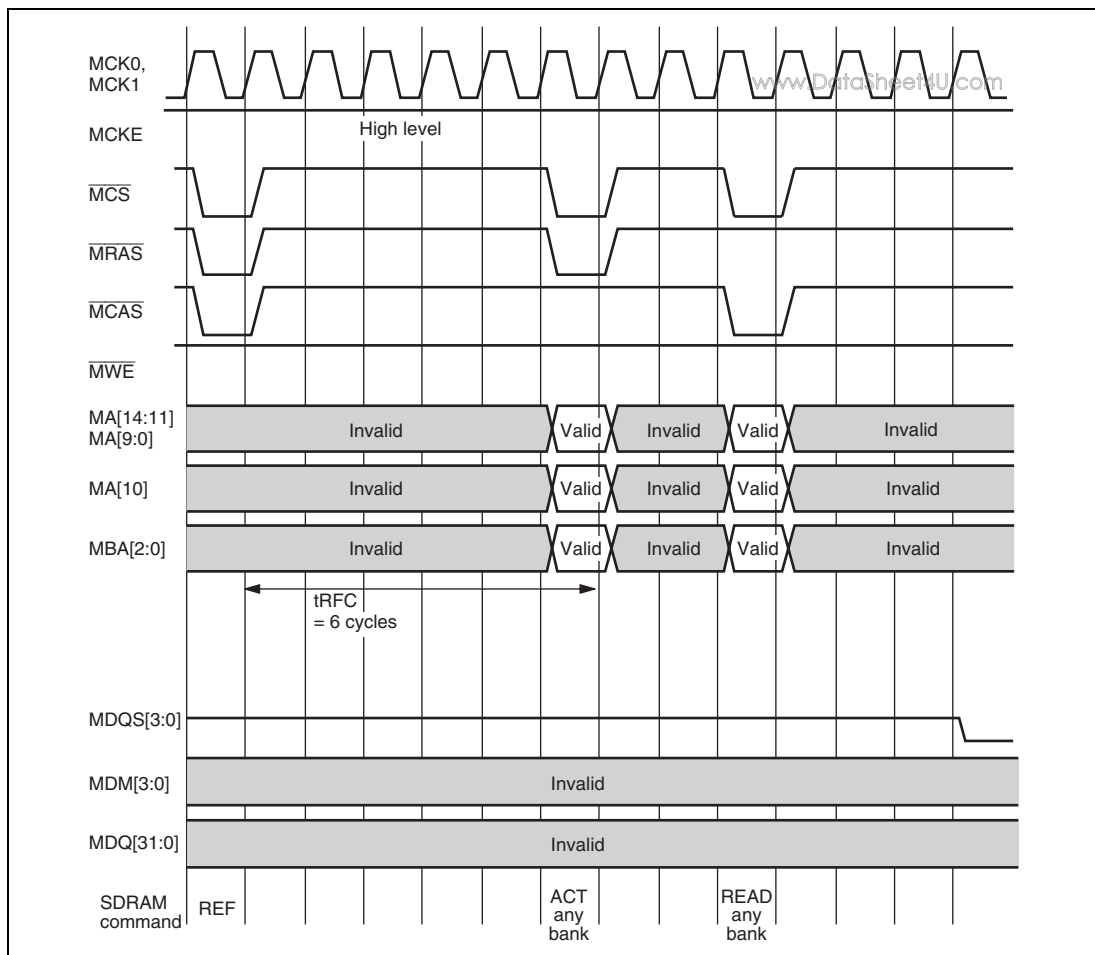 MCK0,
MCK1
www.DataSheet4U.com
MCKE
High level
MCS
MRAS
MCAS
MWE
MA[14:11]
MA[9:0]
Invalid Valid Invalid Valid Invalid
MA[10] Invalid Valid Invalid Valid Invalid
MBA[2:0] Invalid Valid Invalid Valid Invalid
tRFC
= 6 cycles
MDQS[3:0]
MDM[3:0] Invalid
MDQ[31:0] Invalid
SDRAM
command
REF
ACT
any
bank
READ
any
bank